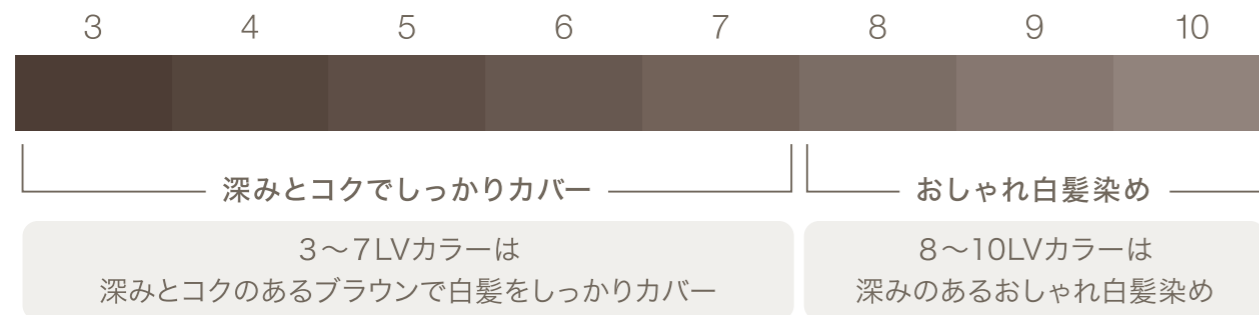 3 4 5 6 7 8 9 10
深みとコクでしっかりカバー
おしゃれ白髪染め
3～7LVカラーは
深みとコクのあるブラウンで白髪をしっかりカバー
8～10LVカラーは
深みのあるおしゃれ白髪染め